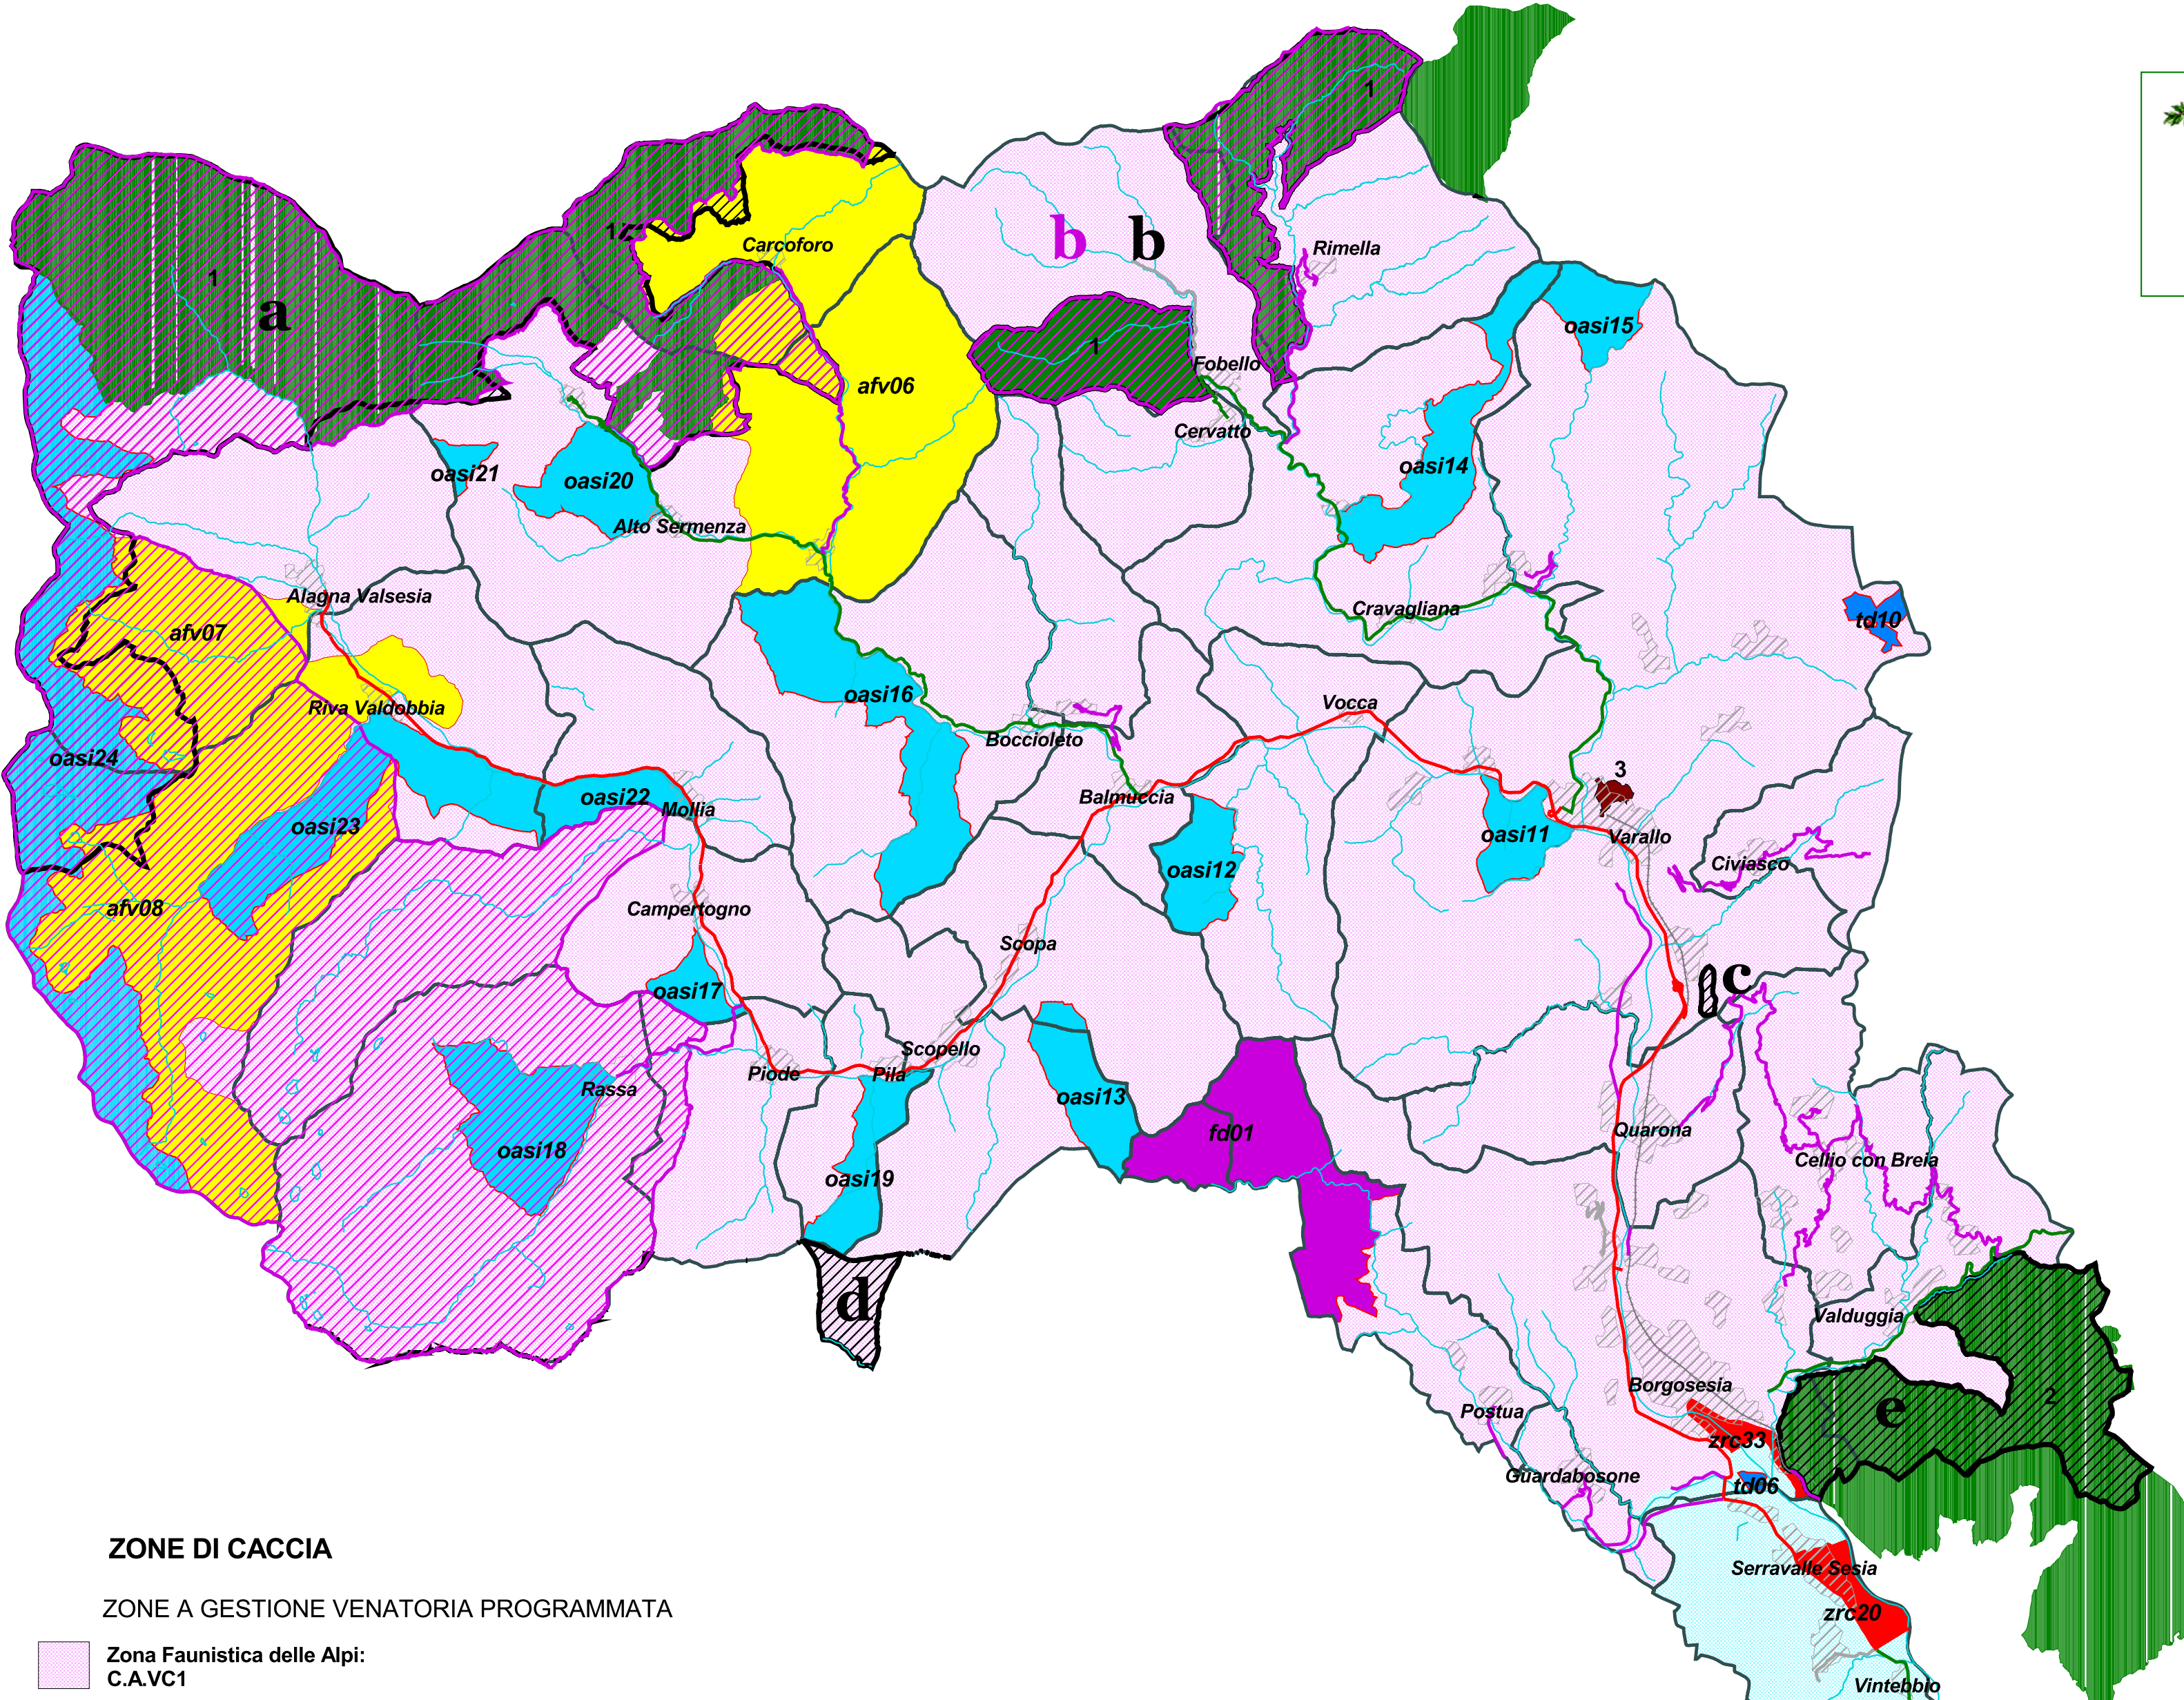 1
1
Carcoforo
b b
Rimella
1
a
oasi15
1
Fobello
afv06
Cervatto
oasi14
oasi21
oasi20
Alto Sermenza
Alagna Valsesia
Cravagliana
td10
afv07
Riva Valdobbia
oasi16
Vocca
Boccioleto
oasi24
3
oasi22
Mollia
Balmuccia
oasi23
oasi11
Varallo
Civiasco
oasi12
afv08
Campertogno
Scopa
c
oasi17
Scopello
Piode
Pila
Rassa
oasi13
fd01
Quarona
oasi18
Cellio con Breia
oasi19
d
Valduggia
Borgosesia
2
e
Postua
zrc33
Guardabosone
td06
Serravalle Sesia
zrc20
Vintebbio
ZONE DI CACCIA
ZONE A GESTIONE VENATORIA PROGRAMMATA
Zona Faunistica delle Alpi:
C.A.VC1